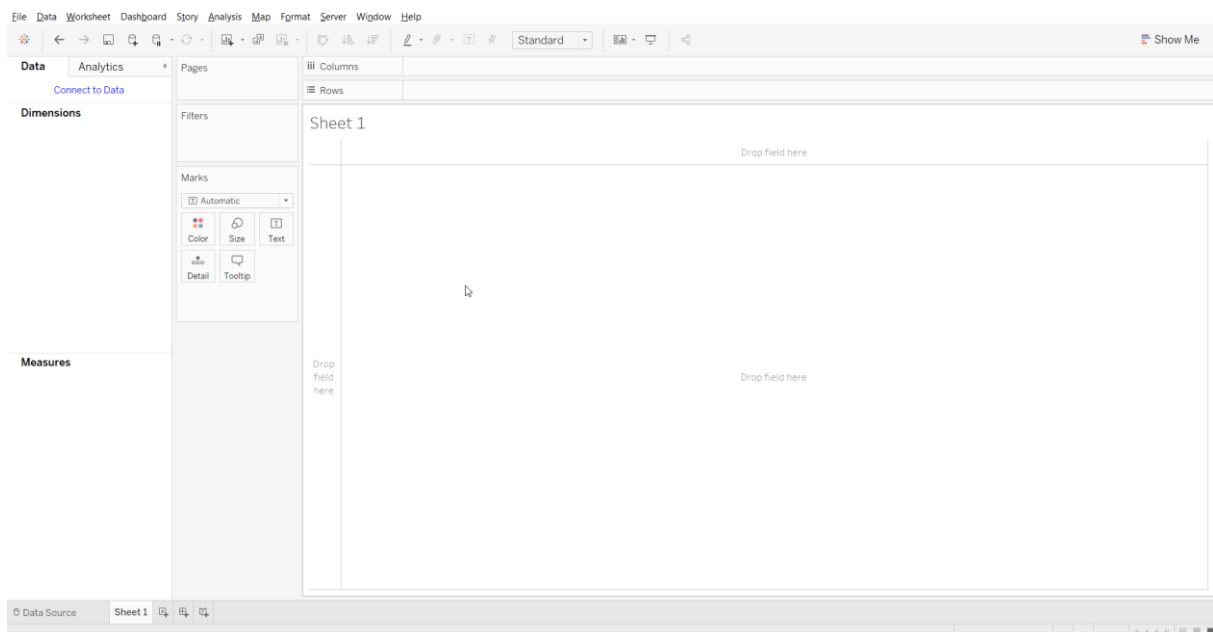 File Data Worksheet Dashboard Story Analysis Map Format Server Window Help
Standard
Show Me
Data Analytics
Connect to Data
Dimensions
Measures
Pages
Filters
Marks
Automatic
Color Size Text
Detail Tooltip
Columns
Rows
Sheet 1
Drop field here
Drop
field
here
Drop field here
Data Source Sheet 1